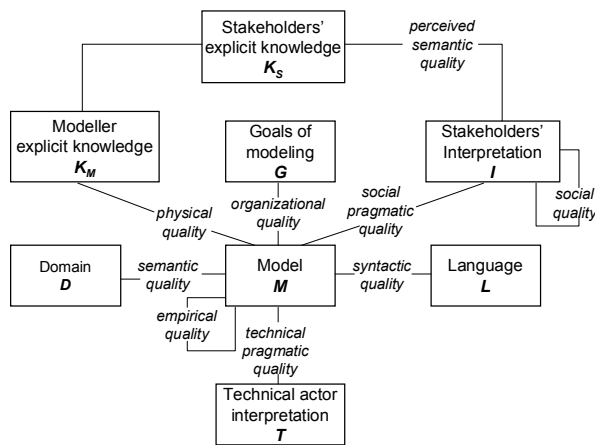 Stakeholders'
explicit knowledge
K_S
perceived
semantic
quality
Modeller
explicit knowledge
K_M
Goals of
modeling
G
Stakeholders'
Interpretation
I
physical
quality
organizational
quality
social
pragmatic
quality
social
quality
Domain
D
semantic
quality
Model
M
syntactic
quality
Language
L
empirical
quality
technical
pragmatic
quality
Technical actor
interpretation
T